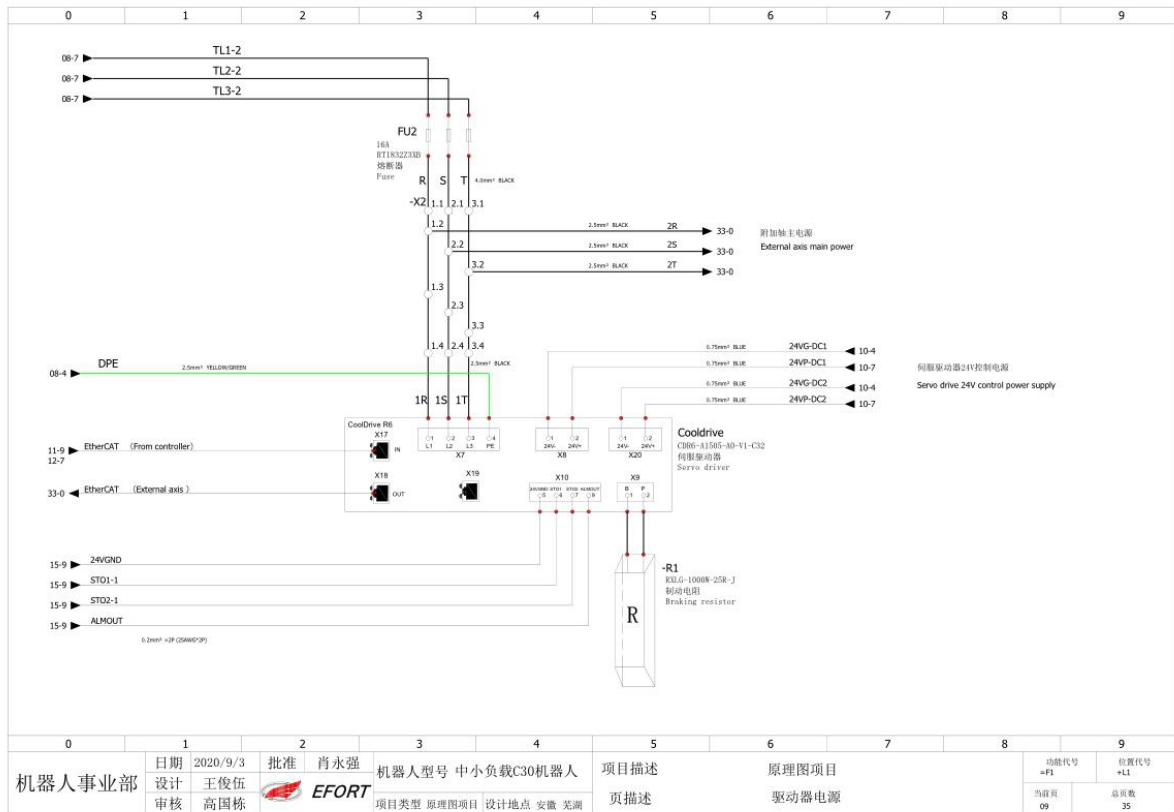 0 1 2 3 4 5 6 7 8 9
08-7 TL1-2
08-7 TL2-2
08-7 TL3-2
FU2
16A
RT1832Z3XB
熔断器
Fuse
R S T 4.0mm² BLACK
-X2 1.1 2.1 3.1
1.2 2.5mm² BLACK 2R 33-0
附加轴主电源
2.2 2.5mm² BLACK 2S 33-0
External axis main power
3.2 2.5mm² BLACK 2T 33-0
1.3
2.3
3.3
1.4 2.4 3.4
2.5mm² BLACK
08-4 DPE 2.5mm² YELLOW/GREEN
0.75mm² BLUE 24VG-DC1 10-4
0.75mm² BLUE 24VP-DC1 10-7
伺服驱动器24V控制电源
0.75mm² BLUE 24VG-DC2 10-4
Servo drive 24V control power supply
0.75mm² BLUE 24VP-DC2 10-7
1R 1S 1T
CoolDrive R6
X17
IN
1 2 3 4
L1 L2 L3 PE
X7
1 2
24V- 24V+
X8
1 2
24V- 24V+
X20
Cooldrive
CDR6-A1505-A0-V1-C32
伺服驱动器
Servo driver
11-9 EtherCAT (From controller)
12-7
X18
OUT
X19
X10
24VGND STO1 STO2 ALMOUT
5 4 7 8
X9
B P
1 2
33-0 EtherCAT (External axis )
15-9 24VGND
15-9 STO1-1
15-9 STO2-1
15-9 ALMOUT
0.2mm² =2P (25AWG*2P)
-R1
RXLG-1000W-25R-J
制动电阻
Braking resistor
R
0 1 2 3 4 5 6 7 8 9
机器人事业部
日期 2020/9/3 批准 肖永强
设计 王俊伍
审核 高国栋
EFORT
机器人型号 中小负载C30机器人
项目类型 原理图项目 设计地点 安徽 芜湖
项目描述 原理图项目
页描述 驱动器电源
功能代号 位置代号
=F1 +L1
当前页 总页数
09 35